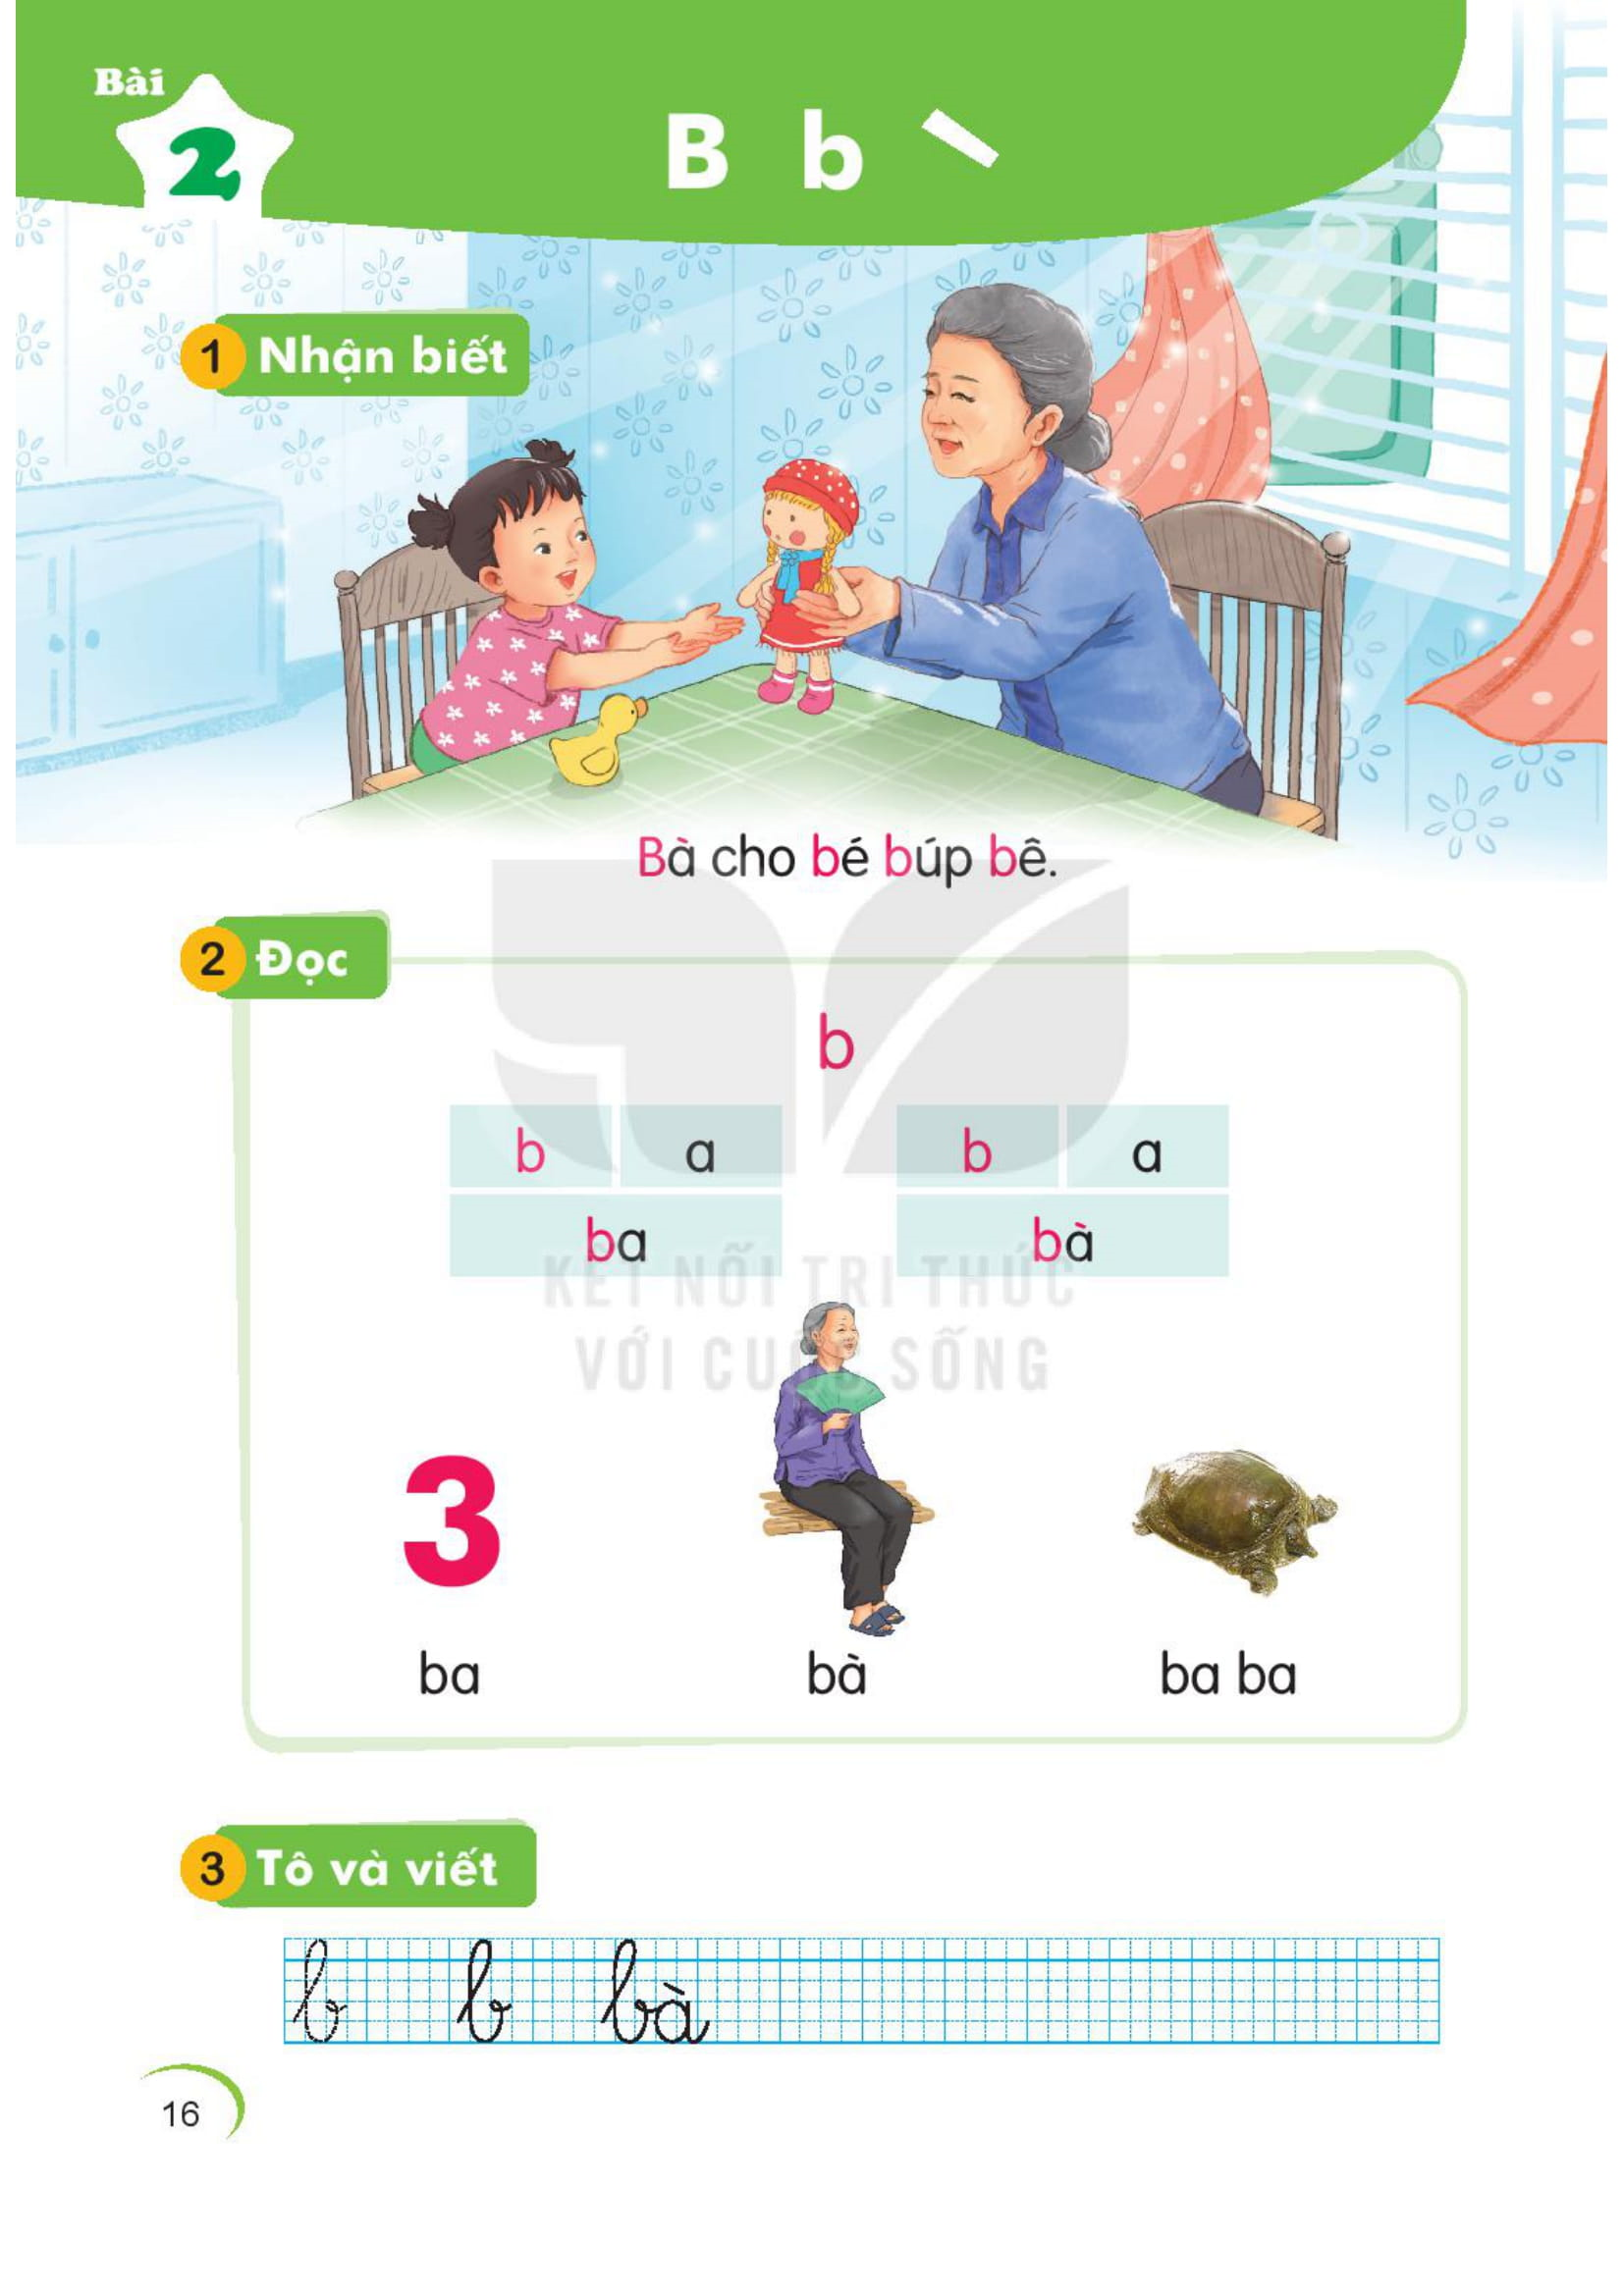 Bài
2
B b `
1 Nhận biết
Bà cho bé búp bê.
2 Đọc
b
b a b a
ba bà
KẾT NỐI TRI THỨC
VỚI CUỘC SỐNG
3
ba bà ba ba
3 Tô và viết
b b bà
16